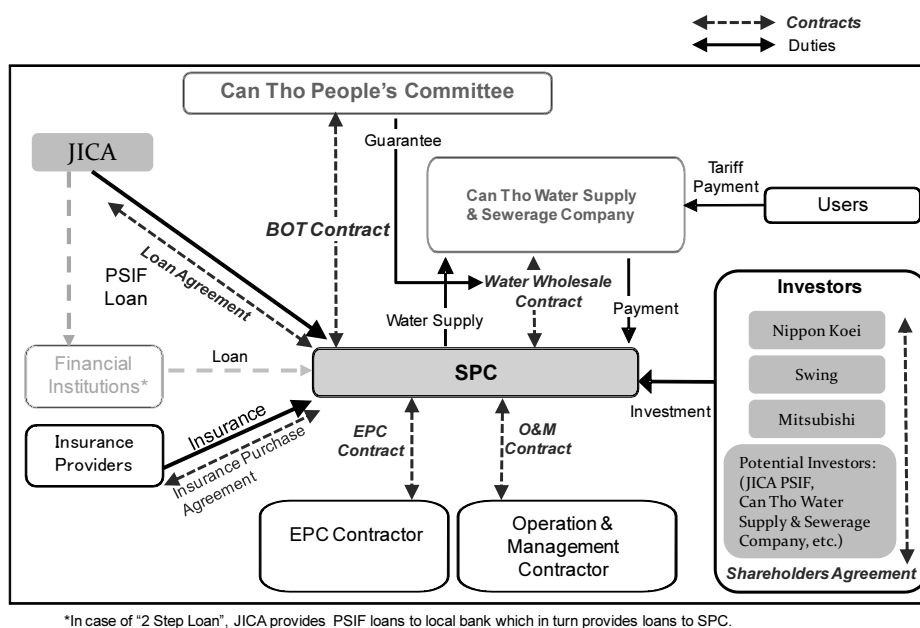 Contracts
Duties
Can Tho People's Committee
JICA
Guarantee
Can Tho Water Supply
& Sewerage Company
Tariff
Payment
Users
BOT Contract
Loan Agreement
PSIF
Loan
Water Wholesale
Contract
Payment
Water Supply
Investors
Nippon Koei
Swing
Mitsubishi
Potential Investors:
(JICA PSIF,
Can Tho Water
Supply & Sewerage
Company, etc.)
Shareholders Agreement
Financial
Institutions*
Loan
SPC
Investment
Insurance
Providers
Insurance
Insurance Purchase
Agreement
EPC
Contract
O&M
Contract
EPC Contractor
Operation &
Management
Contractor
*In case of "2 Step Loan", JICA provides PSIF loans to local bank which in turn provides loans to SPC.